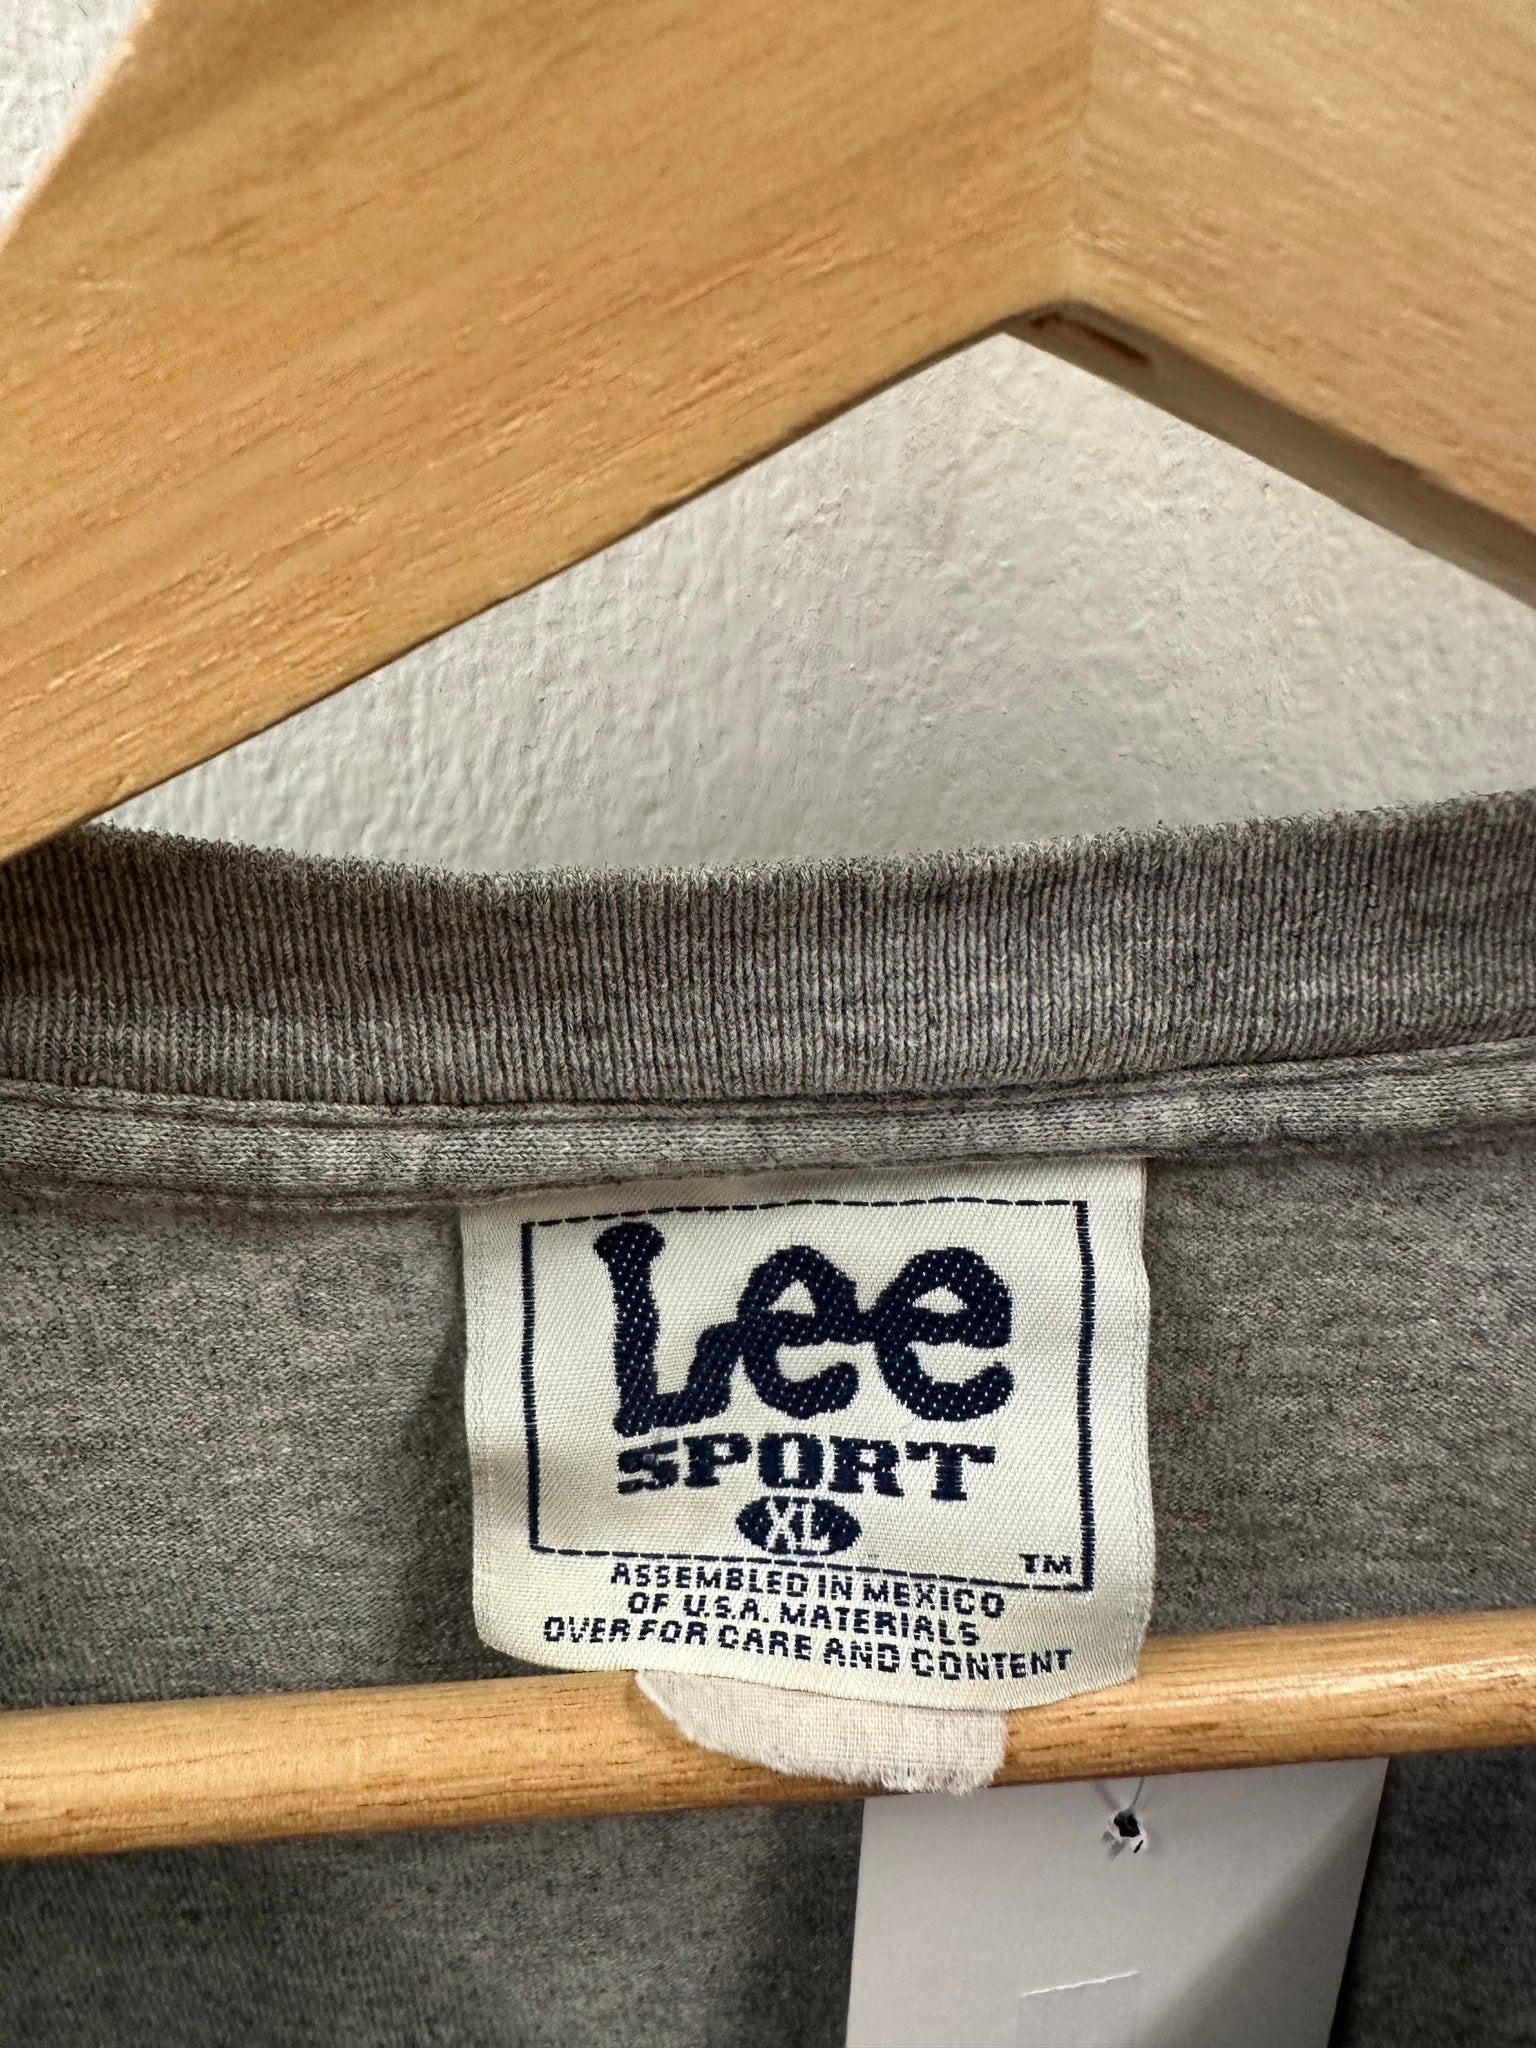 Lee
SPORT
XL
TM
ASSEMBLED IN MEXICO
OF U.S.A. MATERIALS
OVER FOR CARE AND CONTENT